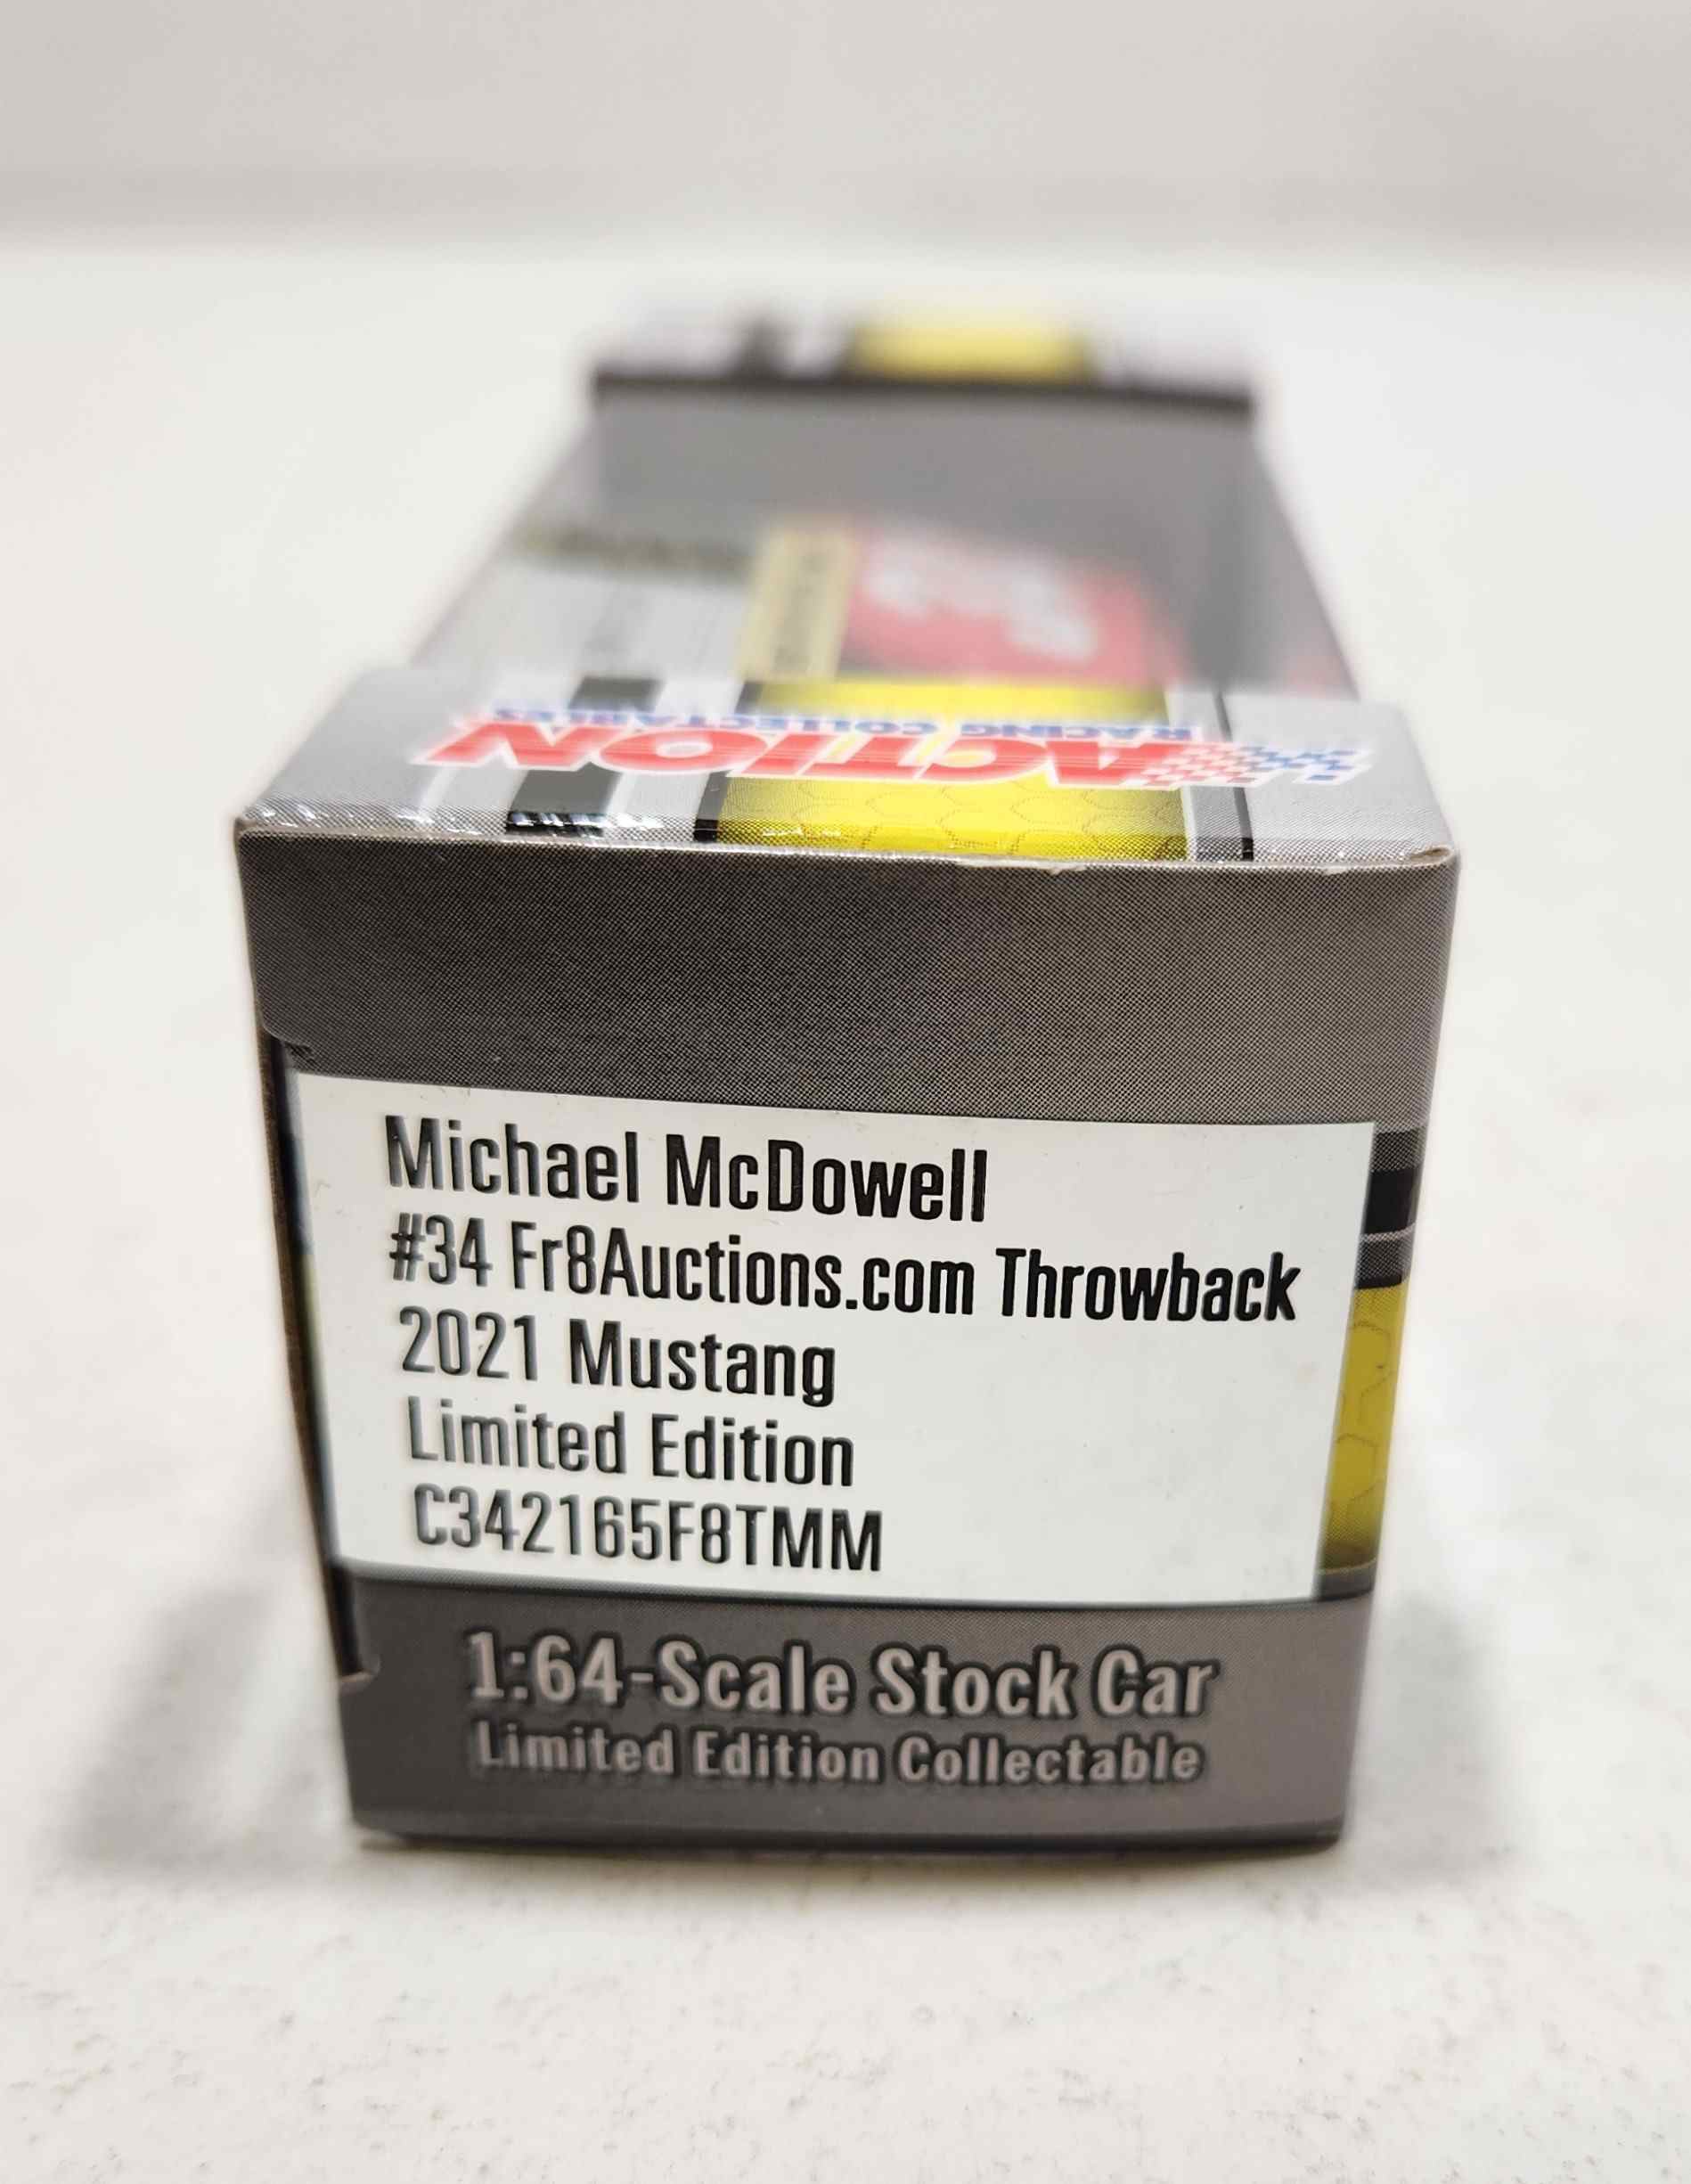 ACTION
RACING COLLECTABLES
Michael McDowell
#34 Fr8Auctions.com Throwback
2021 Mustang
Limited Edition
C342165F8TMM
1:64-Scale Stock Car
Limited Edition Collectable